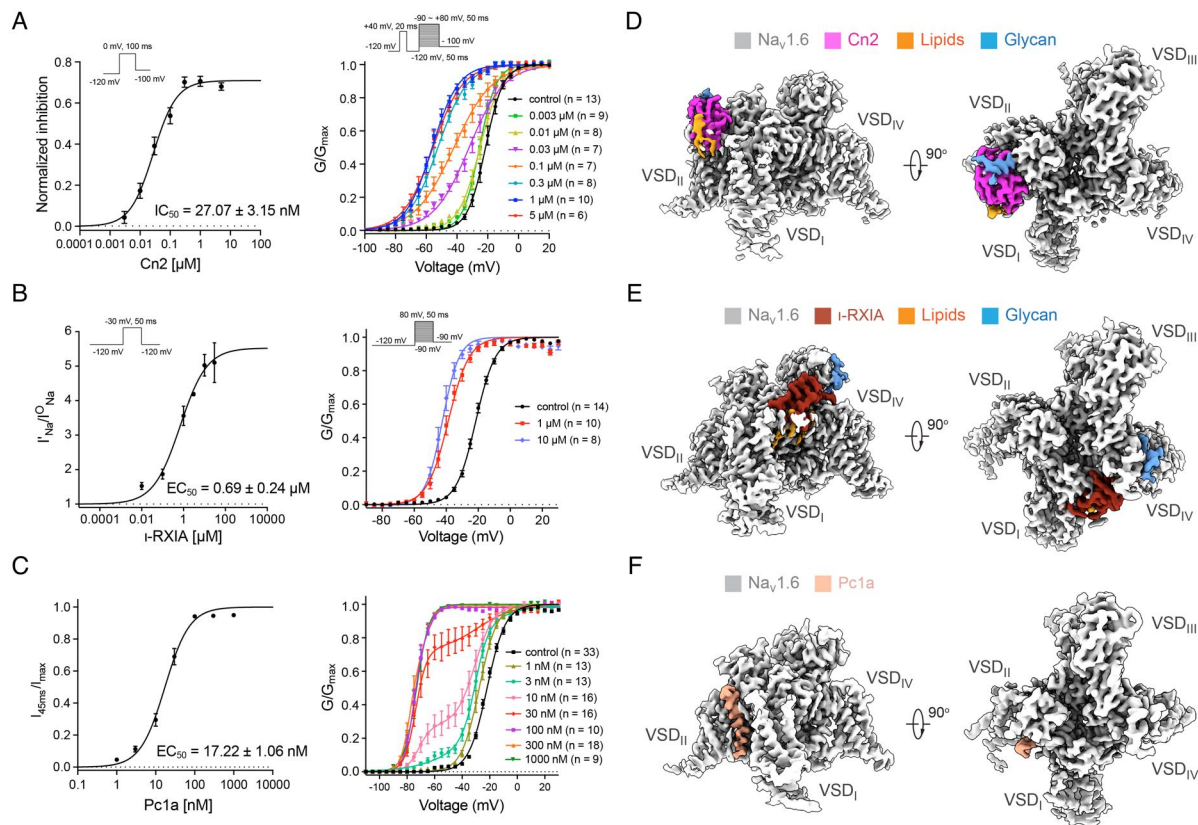 A
0 mV, 100 ms
-120 mV
-100 mV
Normalized inhibition
0.8
0.6
0.4
0.2
0.0
IC50 = 27.07 ± 3.15 nM
0.0001
0.001
0.01
0.1
1
10
100
Cn2 [µM]
-90 ~ +80 mV, 50 ms
+40 mV, 20 ms
-120 mV
- 100 mV
-120 mV, 50 ms
G/Gmax
1.0
0.8
0.6
0.4
0.2
0.0
control (n = 13)
0.003 µM (n = 9)
0.01 µM (n = 8)
0.03 µM (n = 7)
0.1 µM (n = 7)
0.3 µM (n = 8)
1 µM (n = 10)
5 µM (n = 6)
-100 -80 -60 -40 -20 0 20
Voltage (mV)
D
Nav1.6 Cn2 Lipids Glycan
VSDII
VSDIV
VSDI
90°
VSDIII
VSDII
VSDI
VSDIV
B
-30 mV, 50 ms
-120 mV
-120 mV
I'Na/IONa
6
5
4
3
2
1
EC50 = 0.69 ± 0.24 µM
0.0001
0.01
1
100
10000
ι-RXIA [µM]
80 mV, 50 ms
-120 mV
-90 mV
-90 mV
G/Gmax
1.0
0.8
0.6
0.4
0.2
0.0
control (n = 14)
1 µM (n = 10)
10 µM (n = 8)
-80 -60 -40 -20 0 20
Voltage (mV)
E
Nav1.6 ι-RXIA Lipids Glycan
VSDII
VSDIV
VSDI
90°
VSDIII
VSDII
VSDI
VSDIV
C
I45ms/Imax
1.0
0.8
0.6
0.4
0.2
0.0
EC50 = 17.22 ± 1.06 nM
0.1 1 10 100 1000 10000
Pc1a [nM]
G/Gmax
1.0
0.8
0.6
0.4
0.2
0.0
control (n = 33)
1 nM (n = 13)
3 nM (n = 13)
10 nM (n = 16)
30 nM (n = 16)
100 nM (n = 10)
300 nM (n = 18)
1000 nM (n = 9)
-100 -80 -60 -40 -20 0 20
Voltage (mV)
F
Nav1.6 Pc1a
VSDII
VSDIV
VSDI
90°
VSDIII
VSDII
VSDI
VSDIV